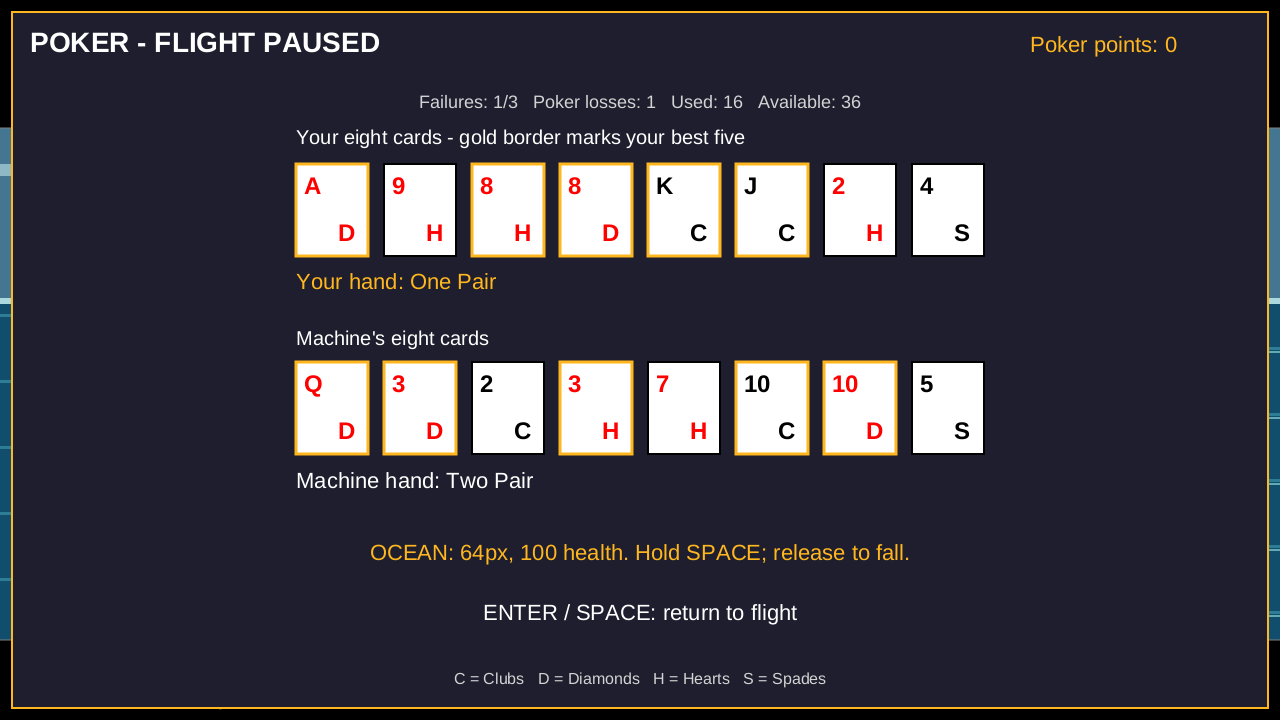 POKER - FLIGHT PAUSED
Poker points: 0
Failures: 1/3 Poker losses: 1 Used: 16 Available: 36
Your eight cards - gold border marks your best five
A 9 8 8 K J 2 4
D H H D C C H S
Your hand: One Pair
Machine's eight cards
Q 3 2 3 7 10 10 5
D D C H H C D S
Machine hand: Two Pair
OCEAN: 64px, 100 health. Hold SPACE; release to fall.
ENTER / SPACE: return to flight
C = Clubs D = Diamonds H = Hearts S = Spades